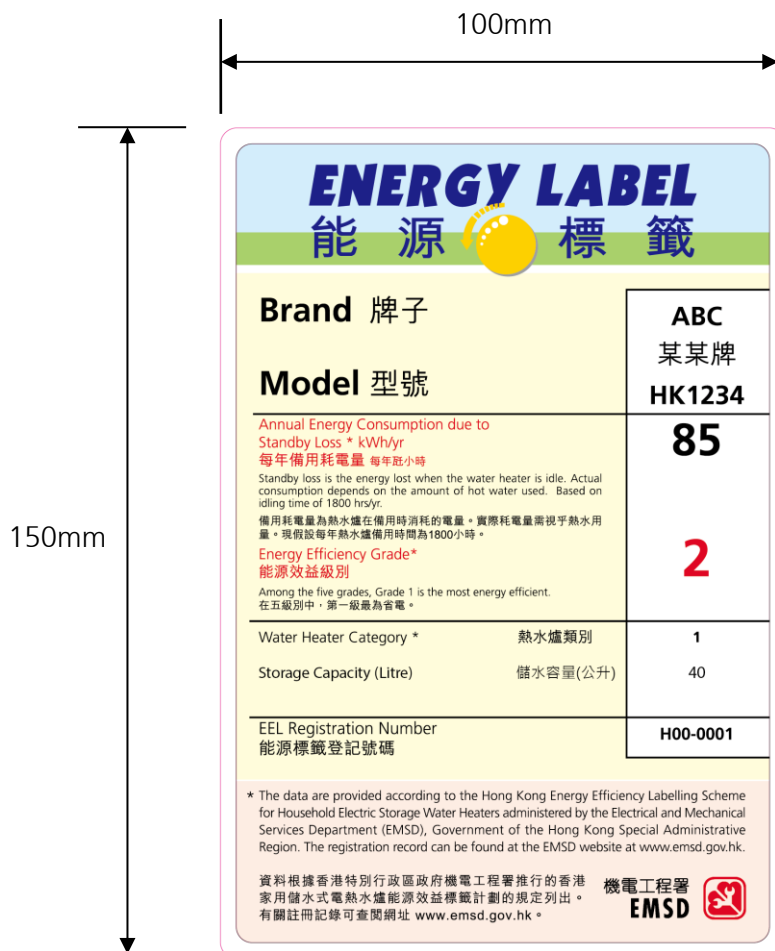 100mm
150mm
ENERGY LABEL
能源標籤
Brand 牌子
ABC
某某牌
Model 型號
HK1234
Annual Energy Consumption due to
Standby Loss * kWh/yr
每年備用耗電量 每年瓩小時
85
Standby loss is the energy lost when the water heater is idle. Actual
consumption depends on the amount of hot water used. Based on
idling time of 1800 hrs/yr.
備用耗電量為熱水爐在備用時消耗的電量。實際耗電量需視乎熱水用
量。現假設每年熱水爐備用時間為1800小時。
Energy Efficiency Grade*
能源效益級別
2
Among the five grades, Grade 1 is the most energy efficient.
在五級別中，第一級最為省電。
Water Heater Category * 熱水爐類別 1
Storage Capacity (Litre) 儲水容量(公升) 40
EEL Registration Number
能源標籤登記號碼
H00-0001
* The data are provided according to the Hong Kong Energy Efficiency Labelling Scheme
for Household Electric Storage Water Heaters administered by the Electrical and Mechanical
Services Department (EMSD), Government of the Hong Kong Special Administrative
Region. The registration record can be found at the EMSD website at www.emsd.gov.hk.
資料根據香港特別行政區政府機電工程署推行的香港
家用儲水式電熱水爐能源效益標籤計劃的規定列出。
有關註冊記錄可查閱網址 www.emsd.gov.hk。
機電工程署
EMSD